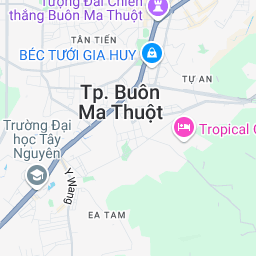 Tượng Đài Chiến
thắng Buôn Ma Thuột
TÂN TIẾN
BÉC TƯỚI GIA HUY
TỰ AN
Tp. Buôn
Ma Thuột
Tropical
Trường Đại
học Tây
Nguyên
Y Wang
EA TAM